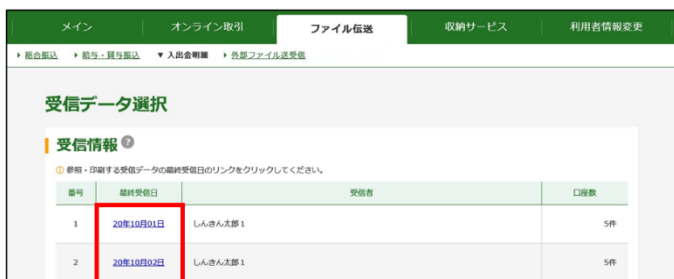 メイン オンライン取引 ファイル伝送 収納サービス 利用者情報変更
総合振込 給与・賞与振込 ▼ 入出金明細 外部ファイル送受信
受信データ選択
受信情報 ?
参照・印刷する受信データの最終受信日のリンクをクリックしてください。
番号 最終受信日 受信者 口座数
1 20年10月01日 しんきん太郎1 5件
2 20年10月02日 しんきん太郎1 5件